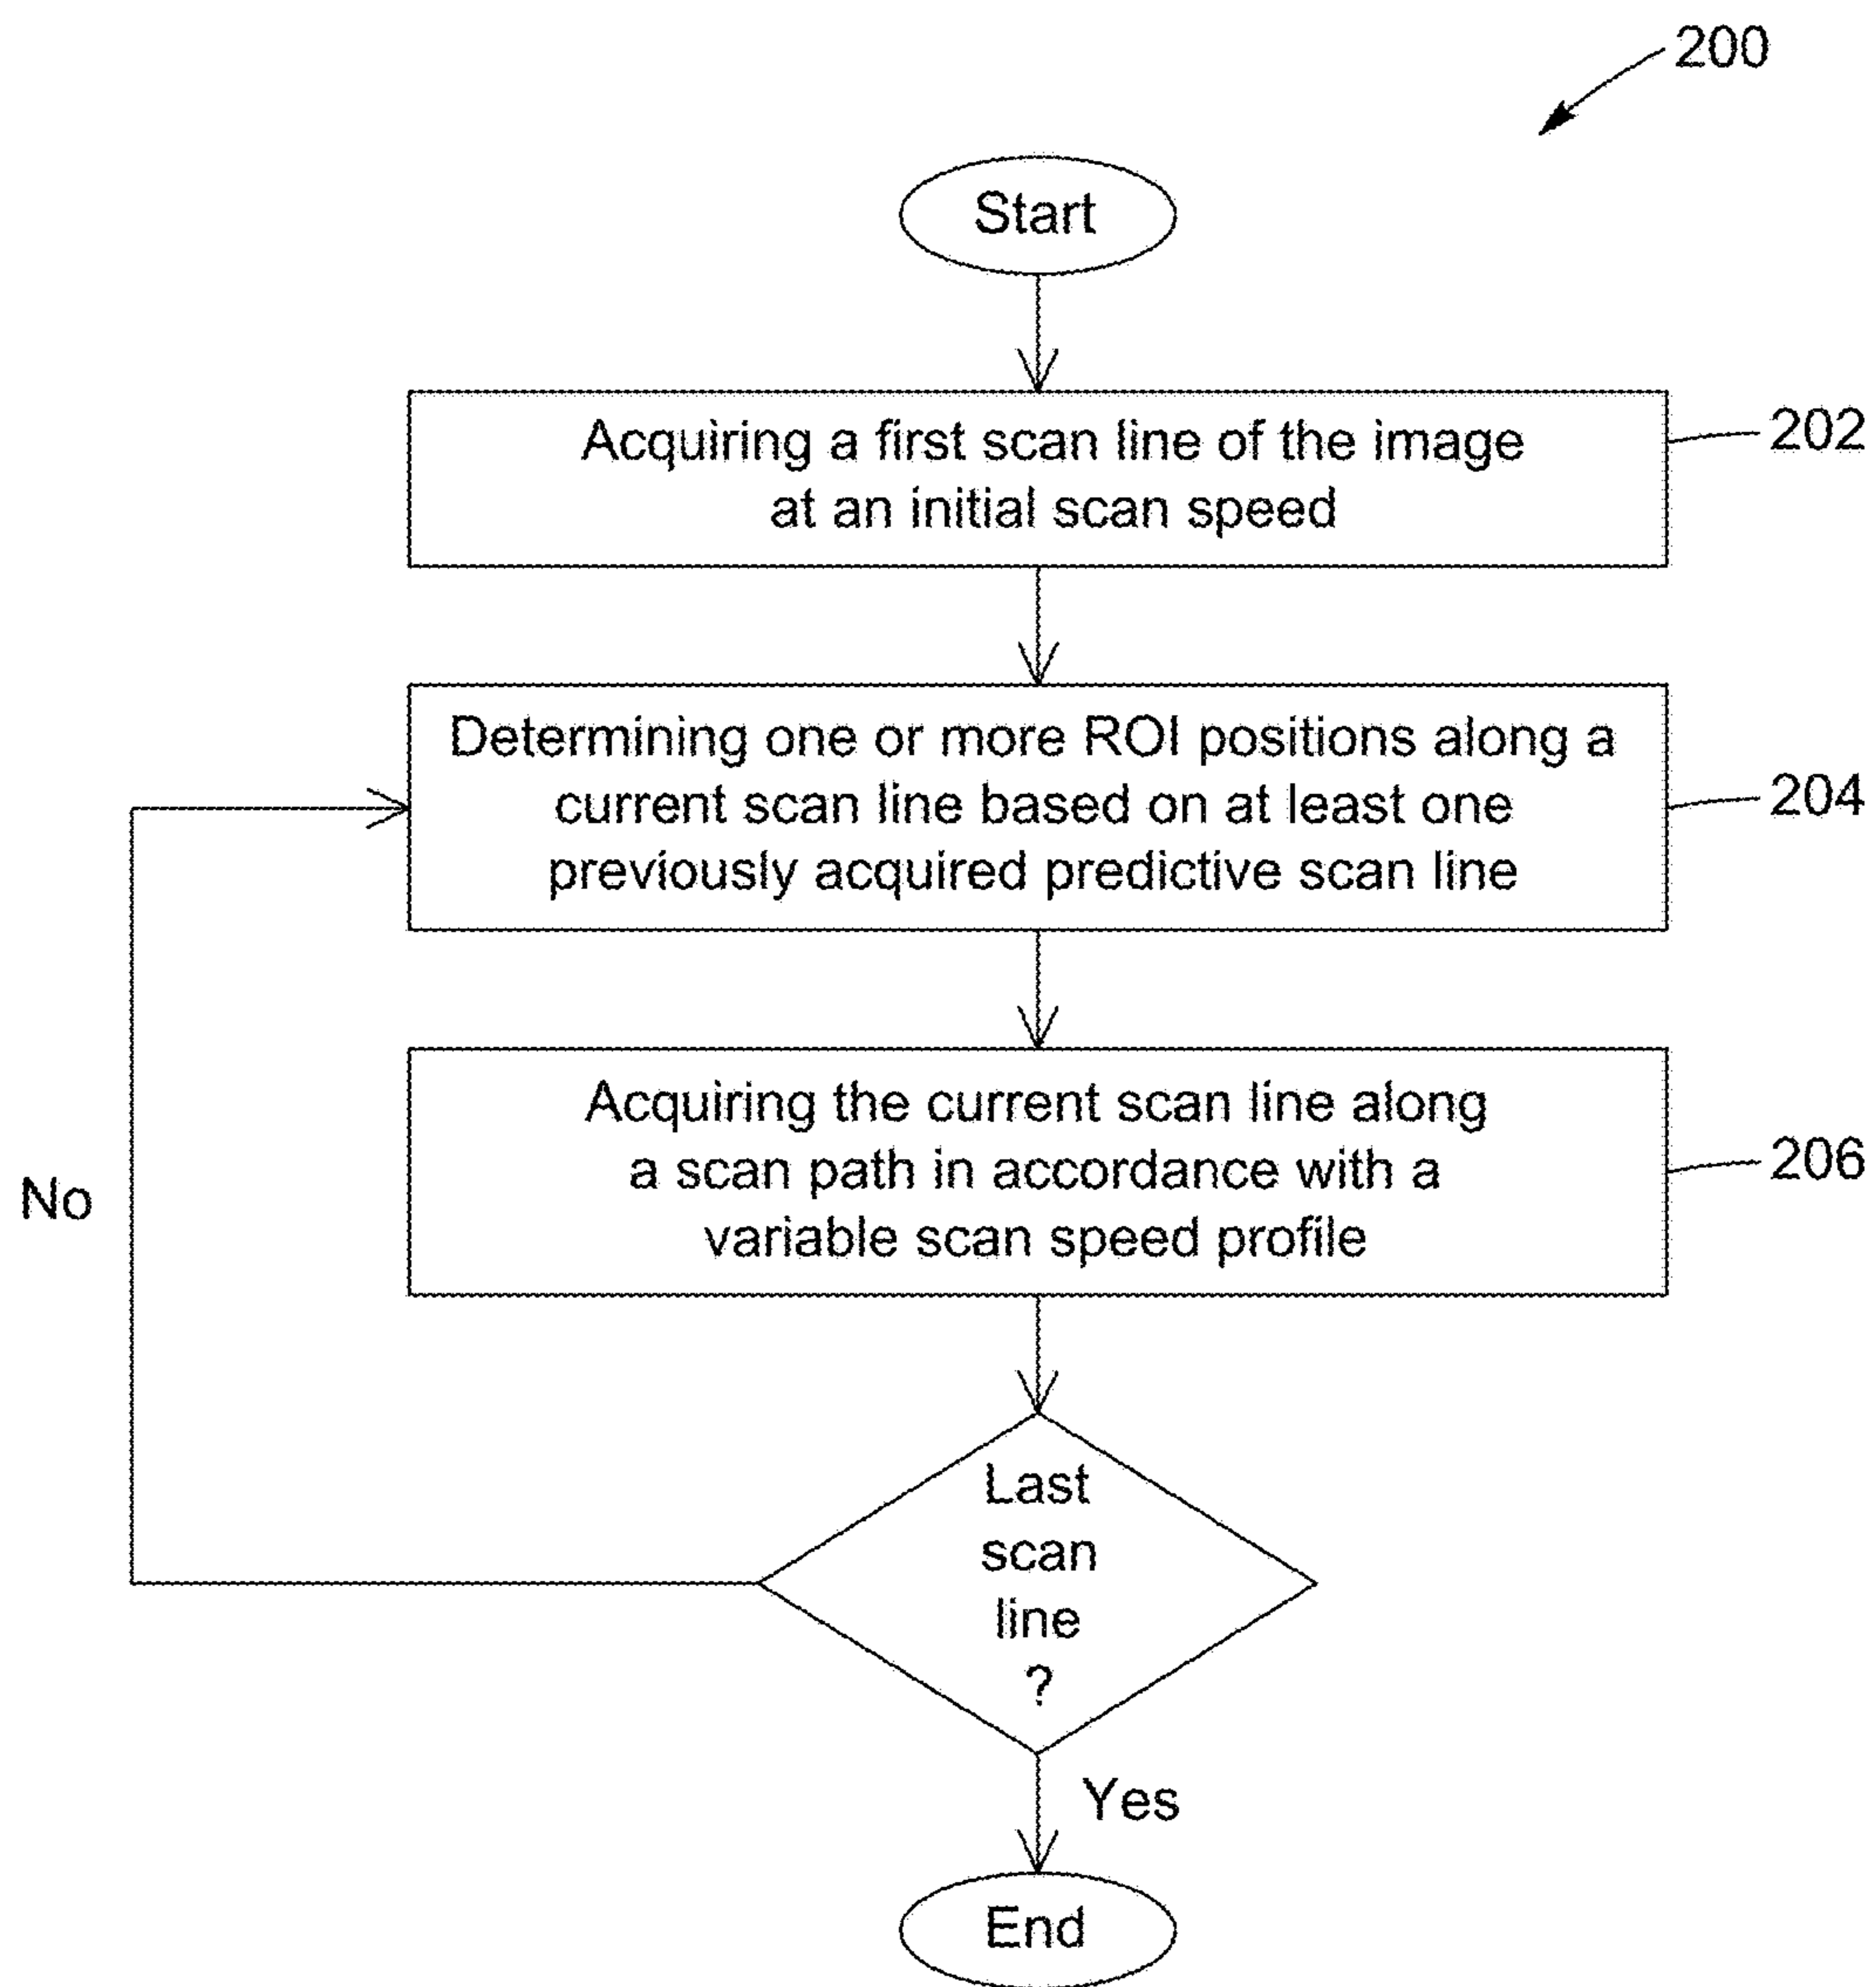 200
Start
Acquiring a first scan line of the image
at an initial scan speed
202
Determining one or more ROI positions along a
current scan line based on at least one
previously acquired predictive scan line
204
Acquiring the current scan line along
a scan path in accordance with a
variable scan speed profile
206
No
Last
scan
line
?
Yes
End